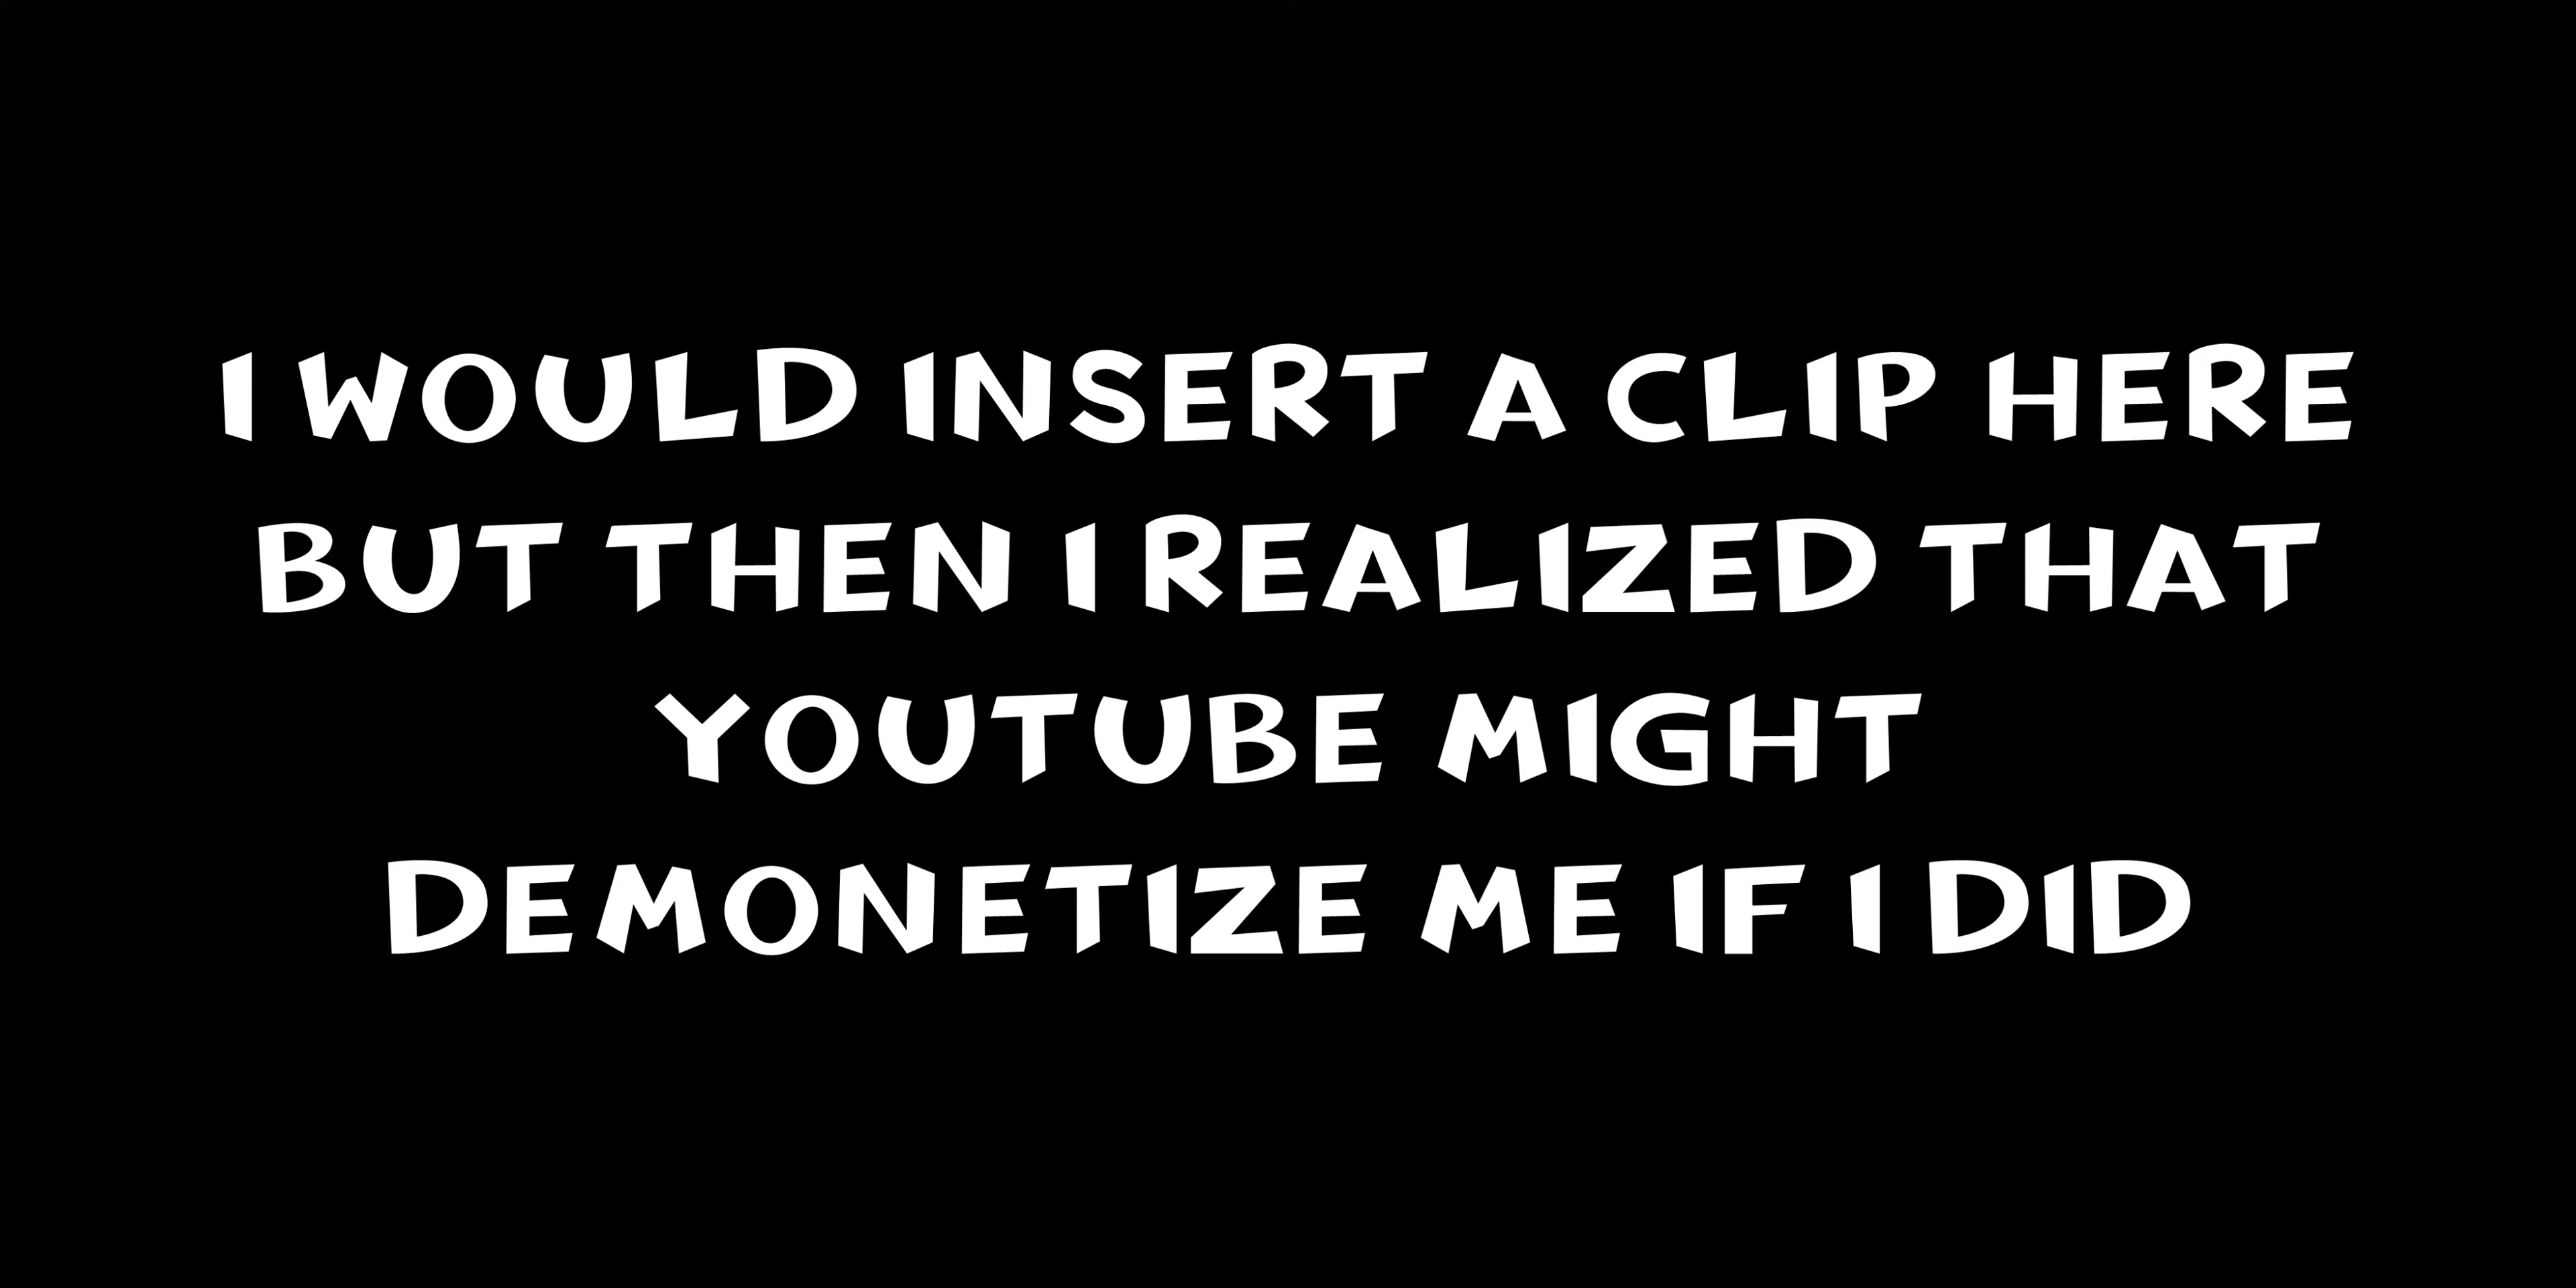 I WOULD INSERT A CLIP HERE
BUT THEN I REALIZED THAT
YOUTUBE MIGHT
DEMONETIZE ME IF I DID